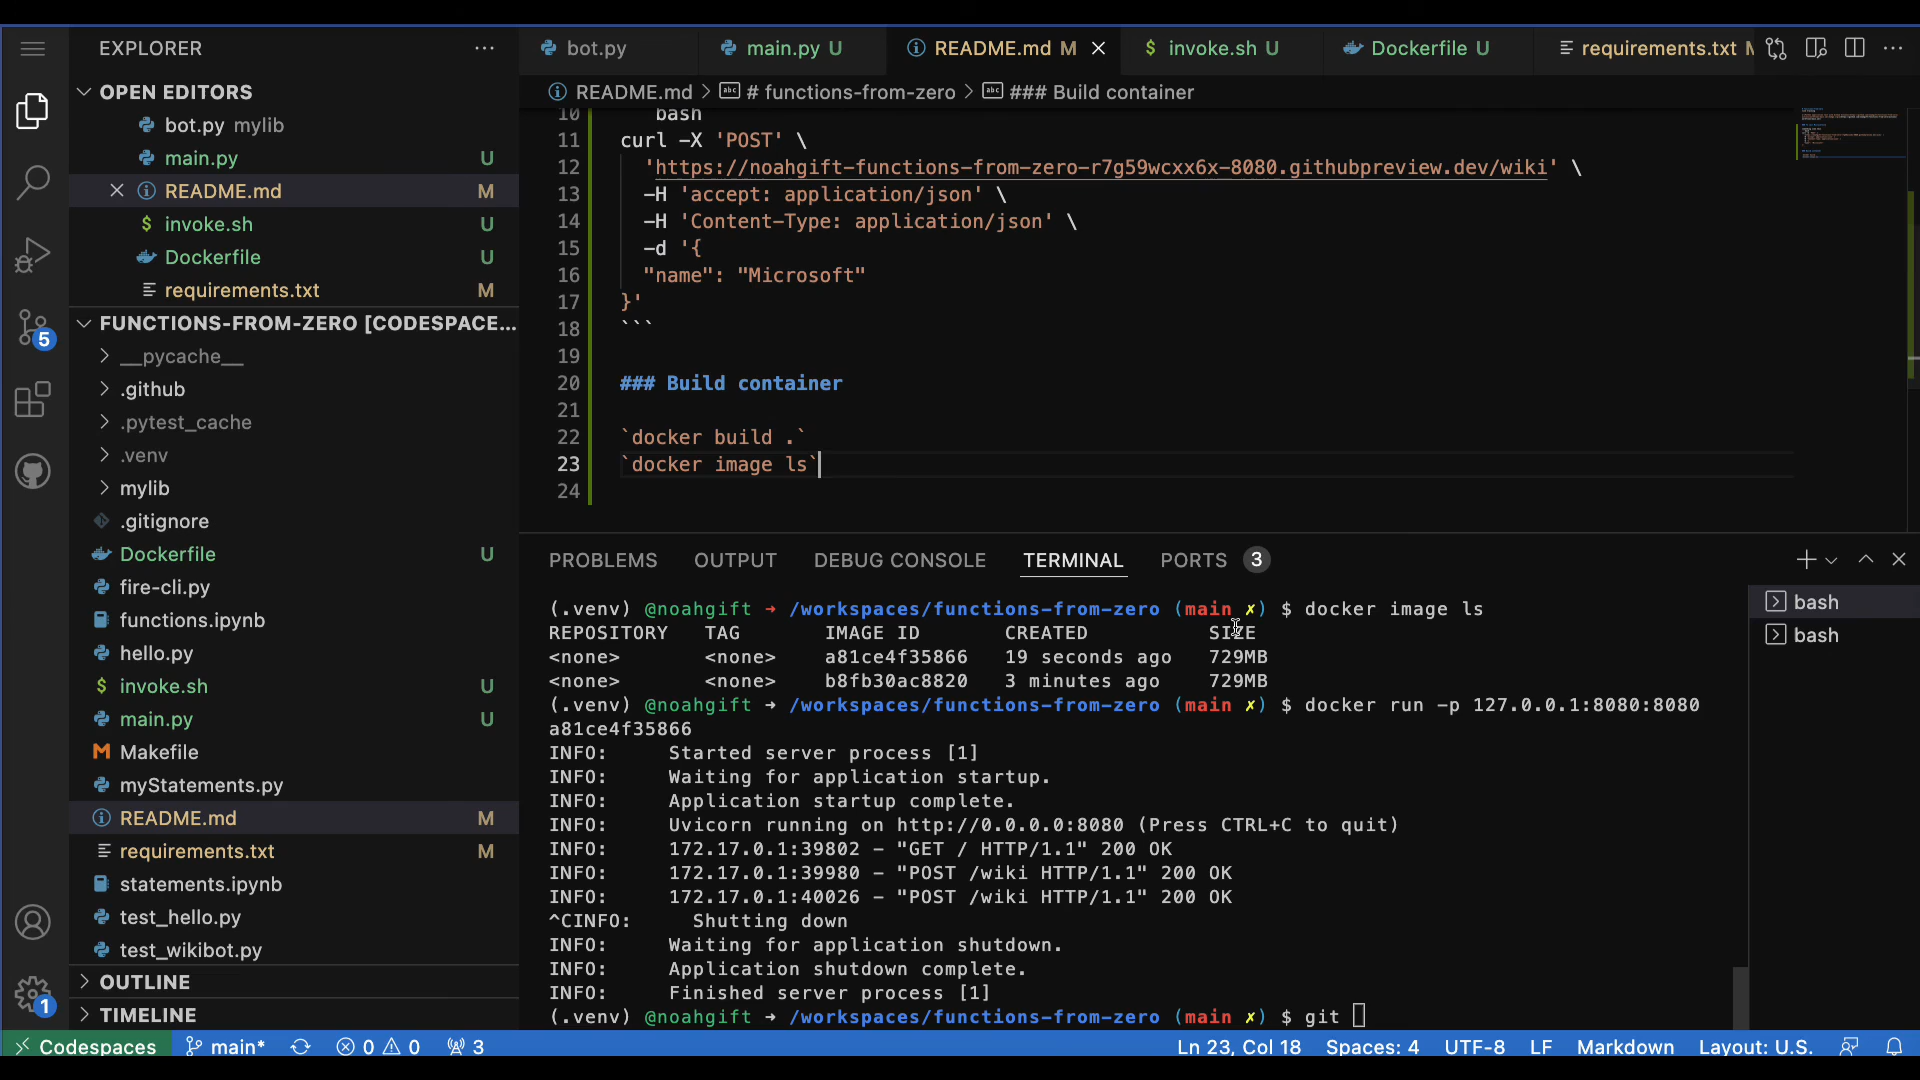 EXPLORER
OPEN EDITORS
bot.py mylib
main.py U
README.md M
$ invoke.sh U
Dockerfile U
requirements.txt M
FUNCTIONS-FROM-ZERO [CODESPACE...
__pycache__
.github
.pytest_cache
.venv
mylib
.gitignore
Dockerfile U
fire-cli.py
functions.ipynb
hello.py
$ invoke.sh U
main.py U
Makefile
myStatements.py
README.md M
requirements.txt M
statements.ipynb
test_hello.py
test_wikibot.py
OUTLINE
TIMELINE
5
1
bot.py main.py U README.md M $ invoke.sh U Dockerfile U requirements.txt M
README.md > # functions-from-zero > ### Build container
10 bash
11 curl -X 'POST' \
12 'https://noahgift-functions-from-zero-r7g59wcxx6x-8080.githubpreview.dev/wiki' \
13 -H 'accept: application/json' \
14 -H 'Content-Type: application/json' \
15 -d '{
16 "name": "Microsoft"
17 }'
18 ```
19
20 ### Build container
21
22 `docker build .`
23 `docker image ls`
24
PROBLEMS OUTPUT DEBUG CONSOLE TERMINAL PORTS 3
(.venv) @noahgift → /workspaces/functions-from-zero (main ✗) $ docker image ls
REPOSITORY TAG IMAGE ID CREATED SIZE
<none> <none> a81ce4f35866 19 seconds ago 729MB
<none> <none> b8fb30ac8820 3 minutes ago 729MB
(.venv) @noahgift → /workspaces/functions-from-zero (main ✗) $ docker run -p 127.0.0.1:8080:8080
a81ce4f35866
INFO: Started server process [1]
INFO: Waiting for application startup.
INFO: Application startup complete.
INFO: Uvicorn running on http://0.0.0.0:8080 (Press CTRL+C to quit)
INFO: 172.17.0.1:39802 - "GET / HTTP/1.1" 200 OK
INFO: 172.17.0.1:39980 - "POST /wiki HTTP/1.1" 200 OK
INFO: 172.17.0.1:40026 - "POST /wiki HTTP/1.1" 200 OK
^CINFO: Shutting down
INFO: Waiting for application shutdown.
INFO: Application shutdown complete.
INFO: Finished server process [1]
(.venv) @noahgift → /workspaces/functions-from-zero (main ✗) $ git
bash
bash
Codespaces main* 0 0 3 Ln 23, Col 18 Spaces: 4 UTF-8 LF Markdown Layout: U.S.